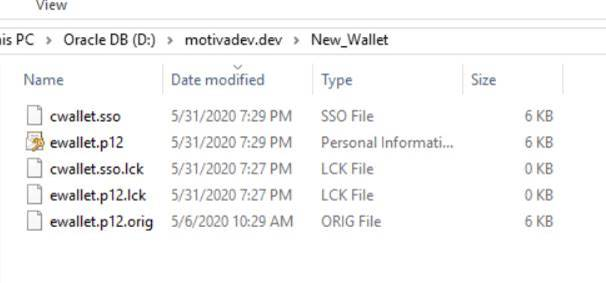 View
is PC > Oracle DB (D:) > motivadev.dev > New_Wallet
Name Date modified Type Size
cwallet.sso 5/31/2020 7:29 PM SSO File 6 KB
ewallet.p12 5/31/2020 7:29 PM Personal Informati... 6 KB
cwallet.sso.lck 5/31/2020 7:27 PM LCK File 0 KB
ewallet.p12.lck 5/31/2020 7:27 PM LCK File 0 KB
ewallet.p12.orig 5/6/2020 10:29 AM ORIG File 6 KB